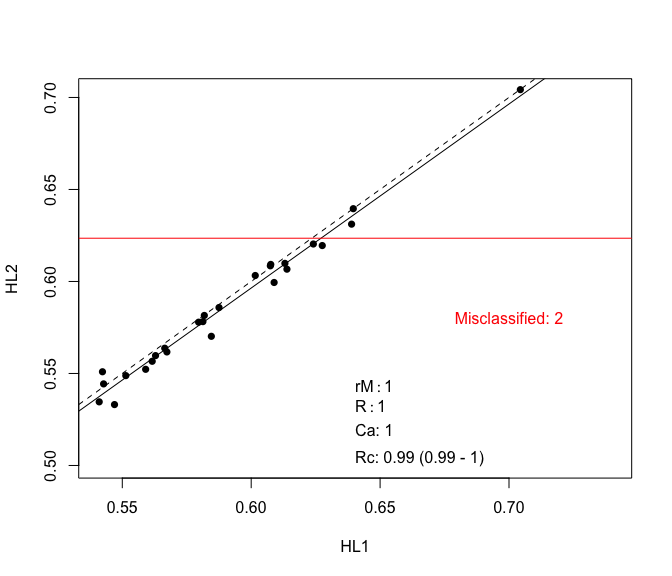 0.70
0.65
0.60
0.55
0.50
HL2
Misclassified: 2
rM : 1
R : 1
Ca: 1
Rc: 0.99 (0.99 - 1)
0.55 0.60 0.65 0.70
HL1